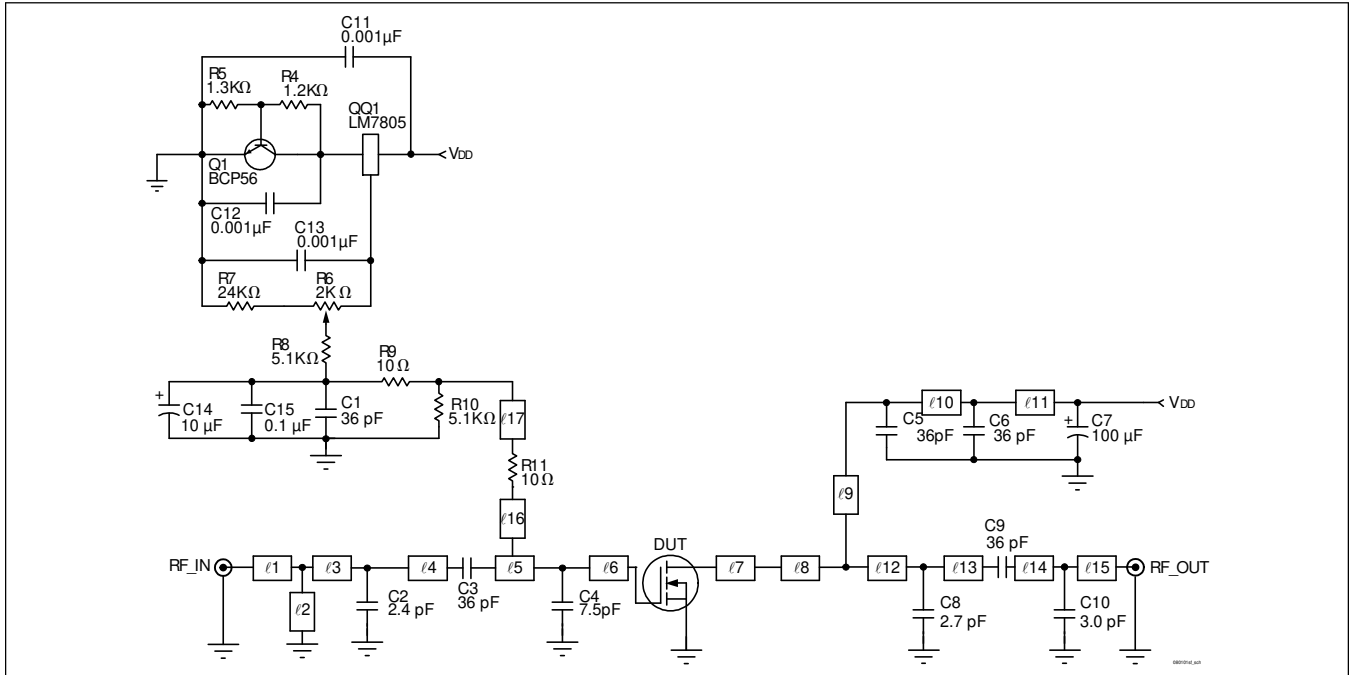 C11
0.001µF
R5
1.3KΩ
R4
1.2KΩ
QQ1
LM7805
VDD
Q1
BCP56
C12
0.001µF
C13
0.001µF
R7
24KΩ
R6
2KΩ
R8
5.1KΩ
R9
10Ω
+
C14
10 µF
C15
0.1 µF
C1
36 pF
R10
5.1KΩ
ℓ17
R11
10Ω
ℓ16
ℓ10
ℓ11
VDD
C5
36pF
C6
36 pF
+
C7
100 µF
ℓ9
RF_IN
ℓ1
ℓ2
ℓ3
C2
2.4 pF
ℓ4
C3
36 pF
ℓ5
C4
7.5pF
ℓ6
DUT
ℓ7
ℓ8
ℓ12
C8
2.7 pF
ℓ13
C9
36 pF
ℓ14
C10
3.0 pF
ℓ15
RF_OUT